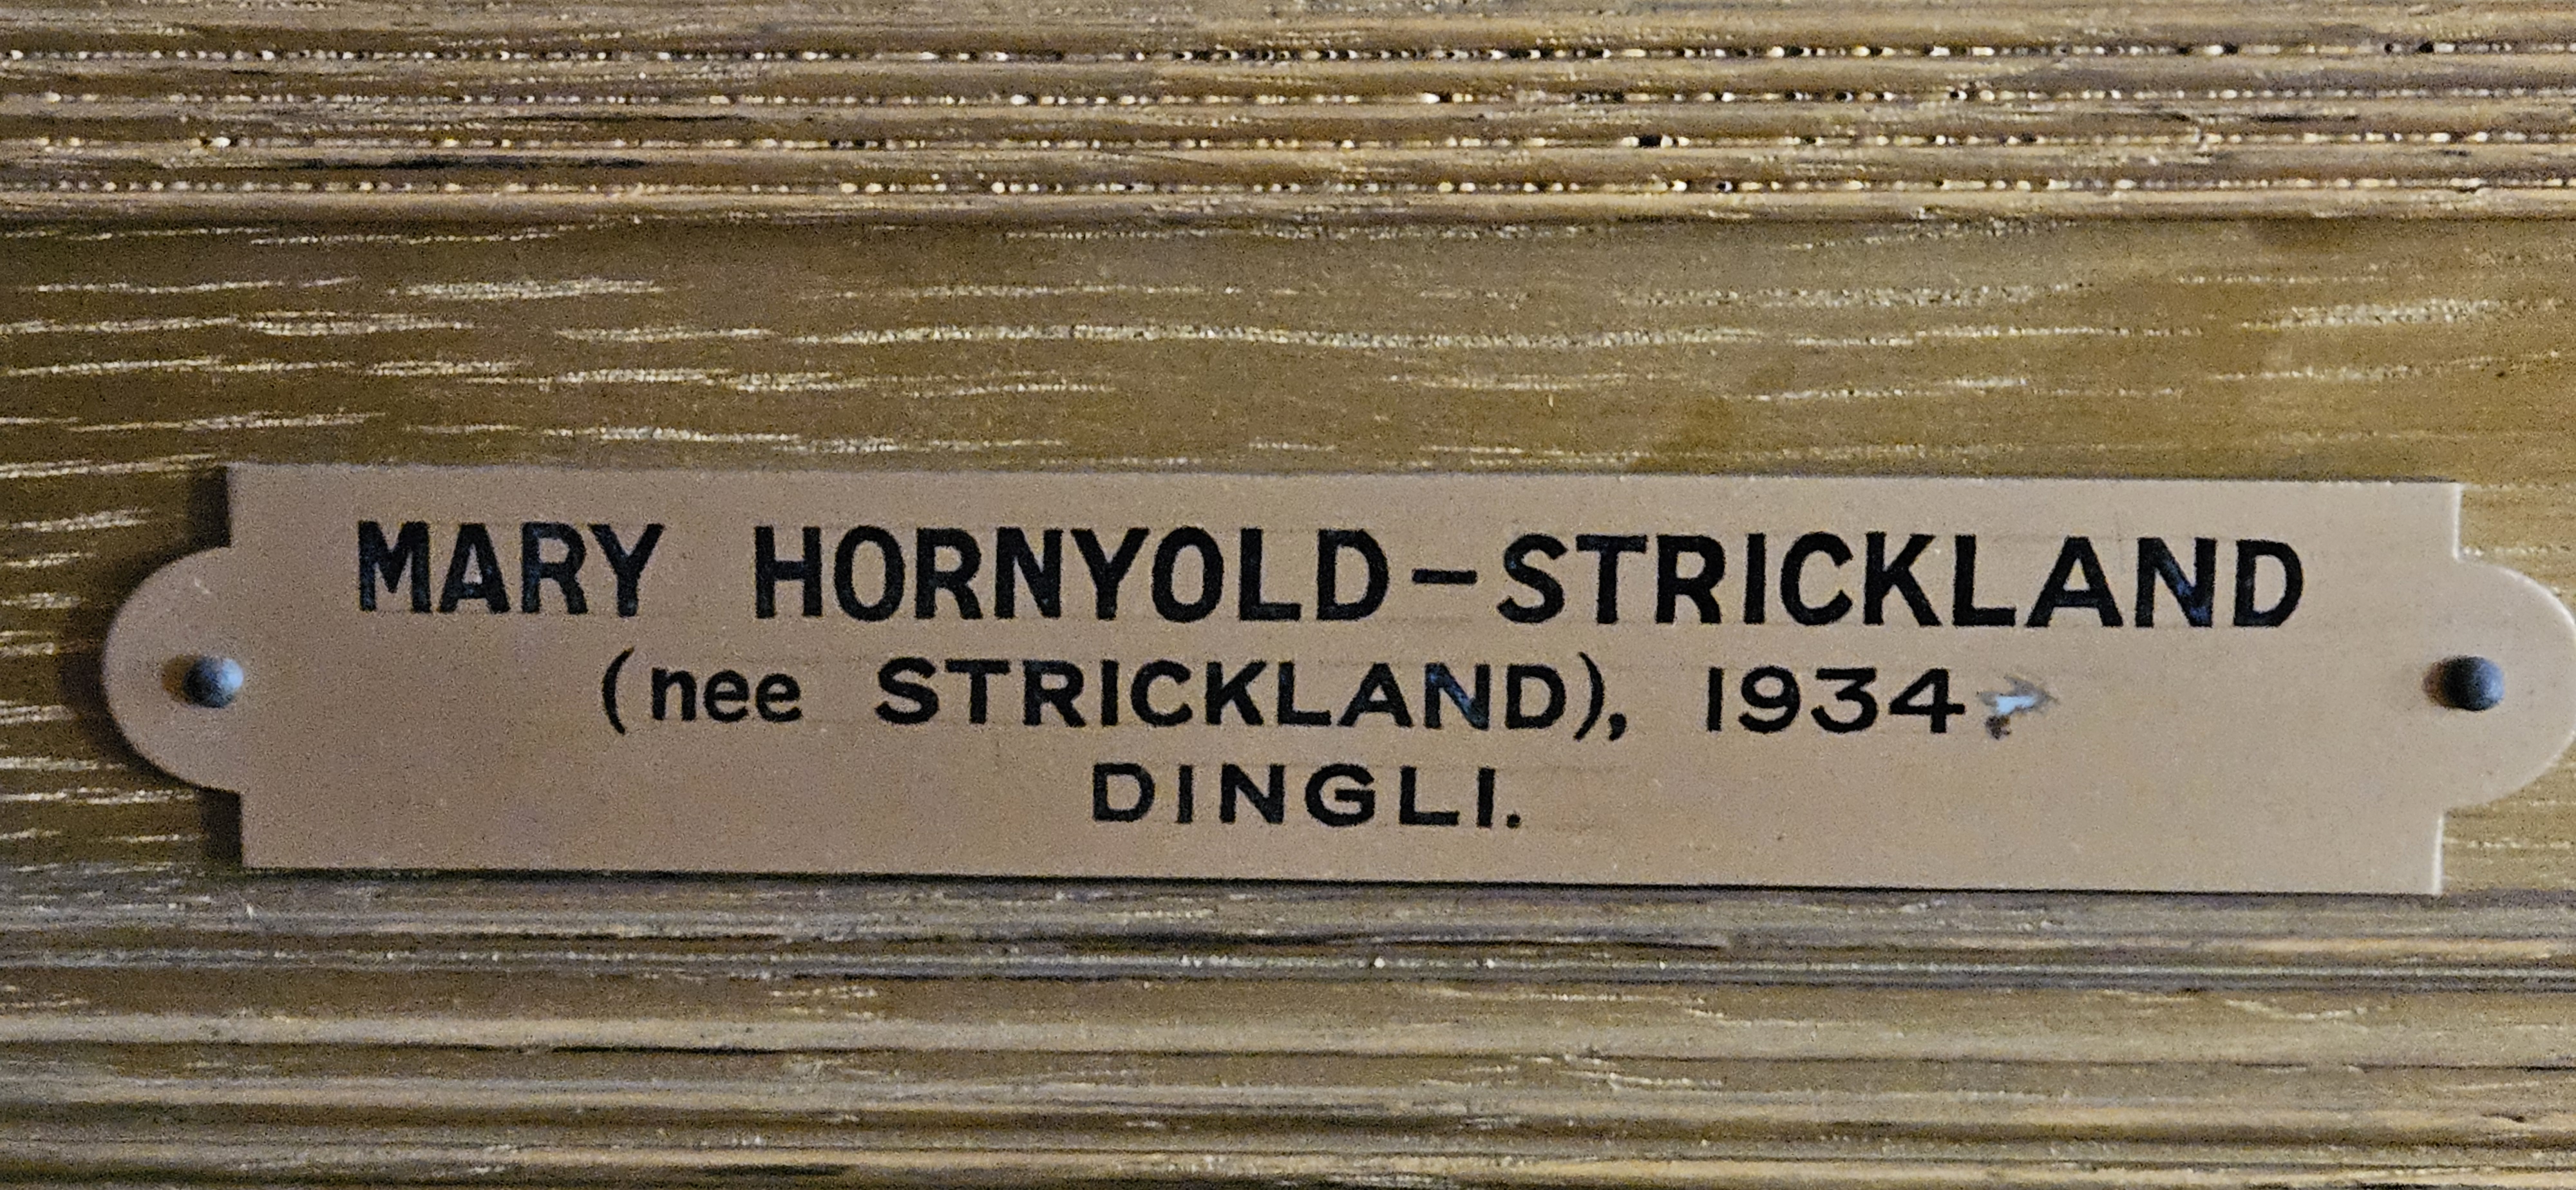 MARY HORNYOLD-STRICKLAND
(nee STRICKLAND), 1934
DINGLI.